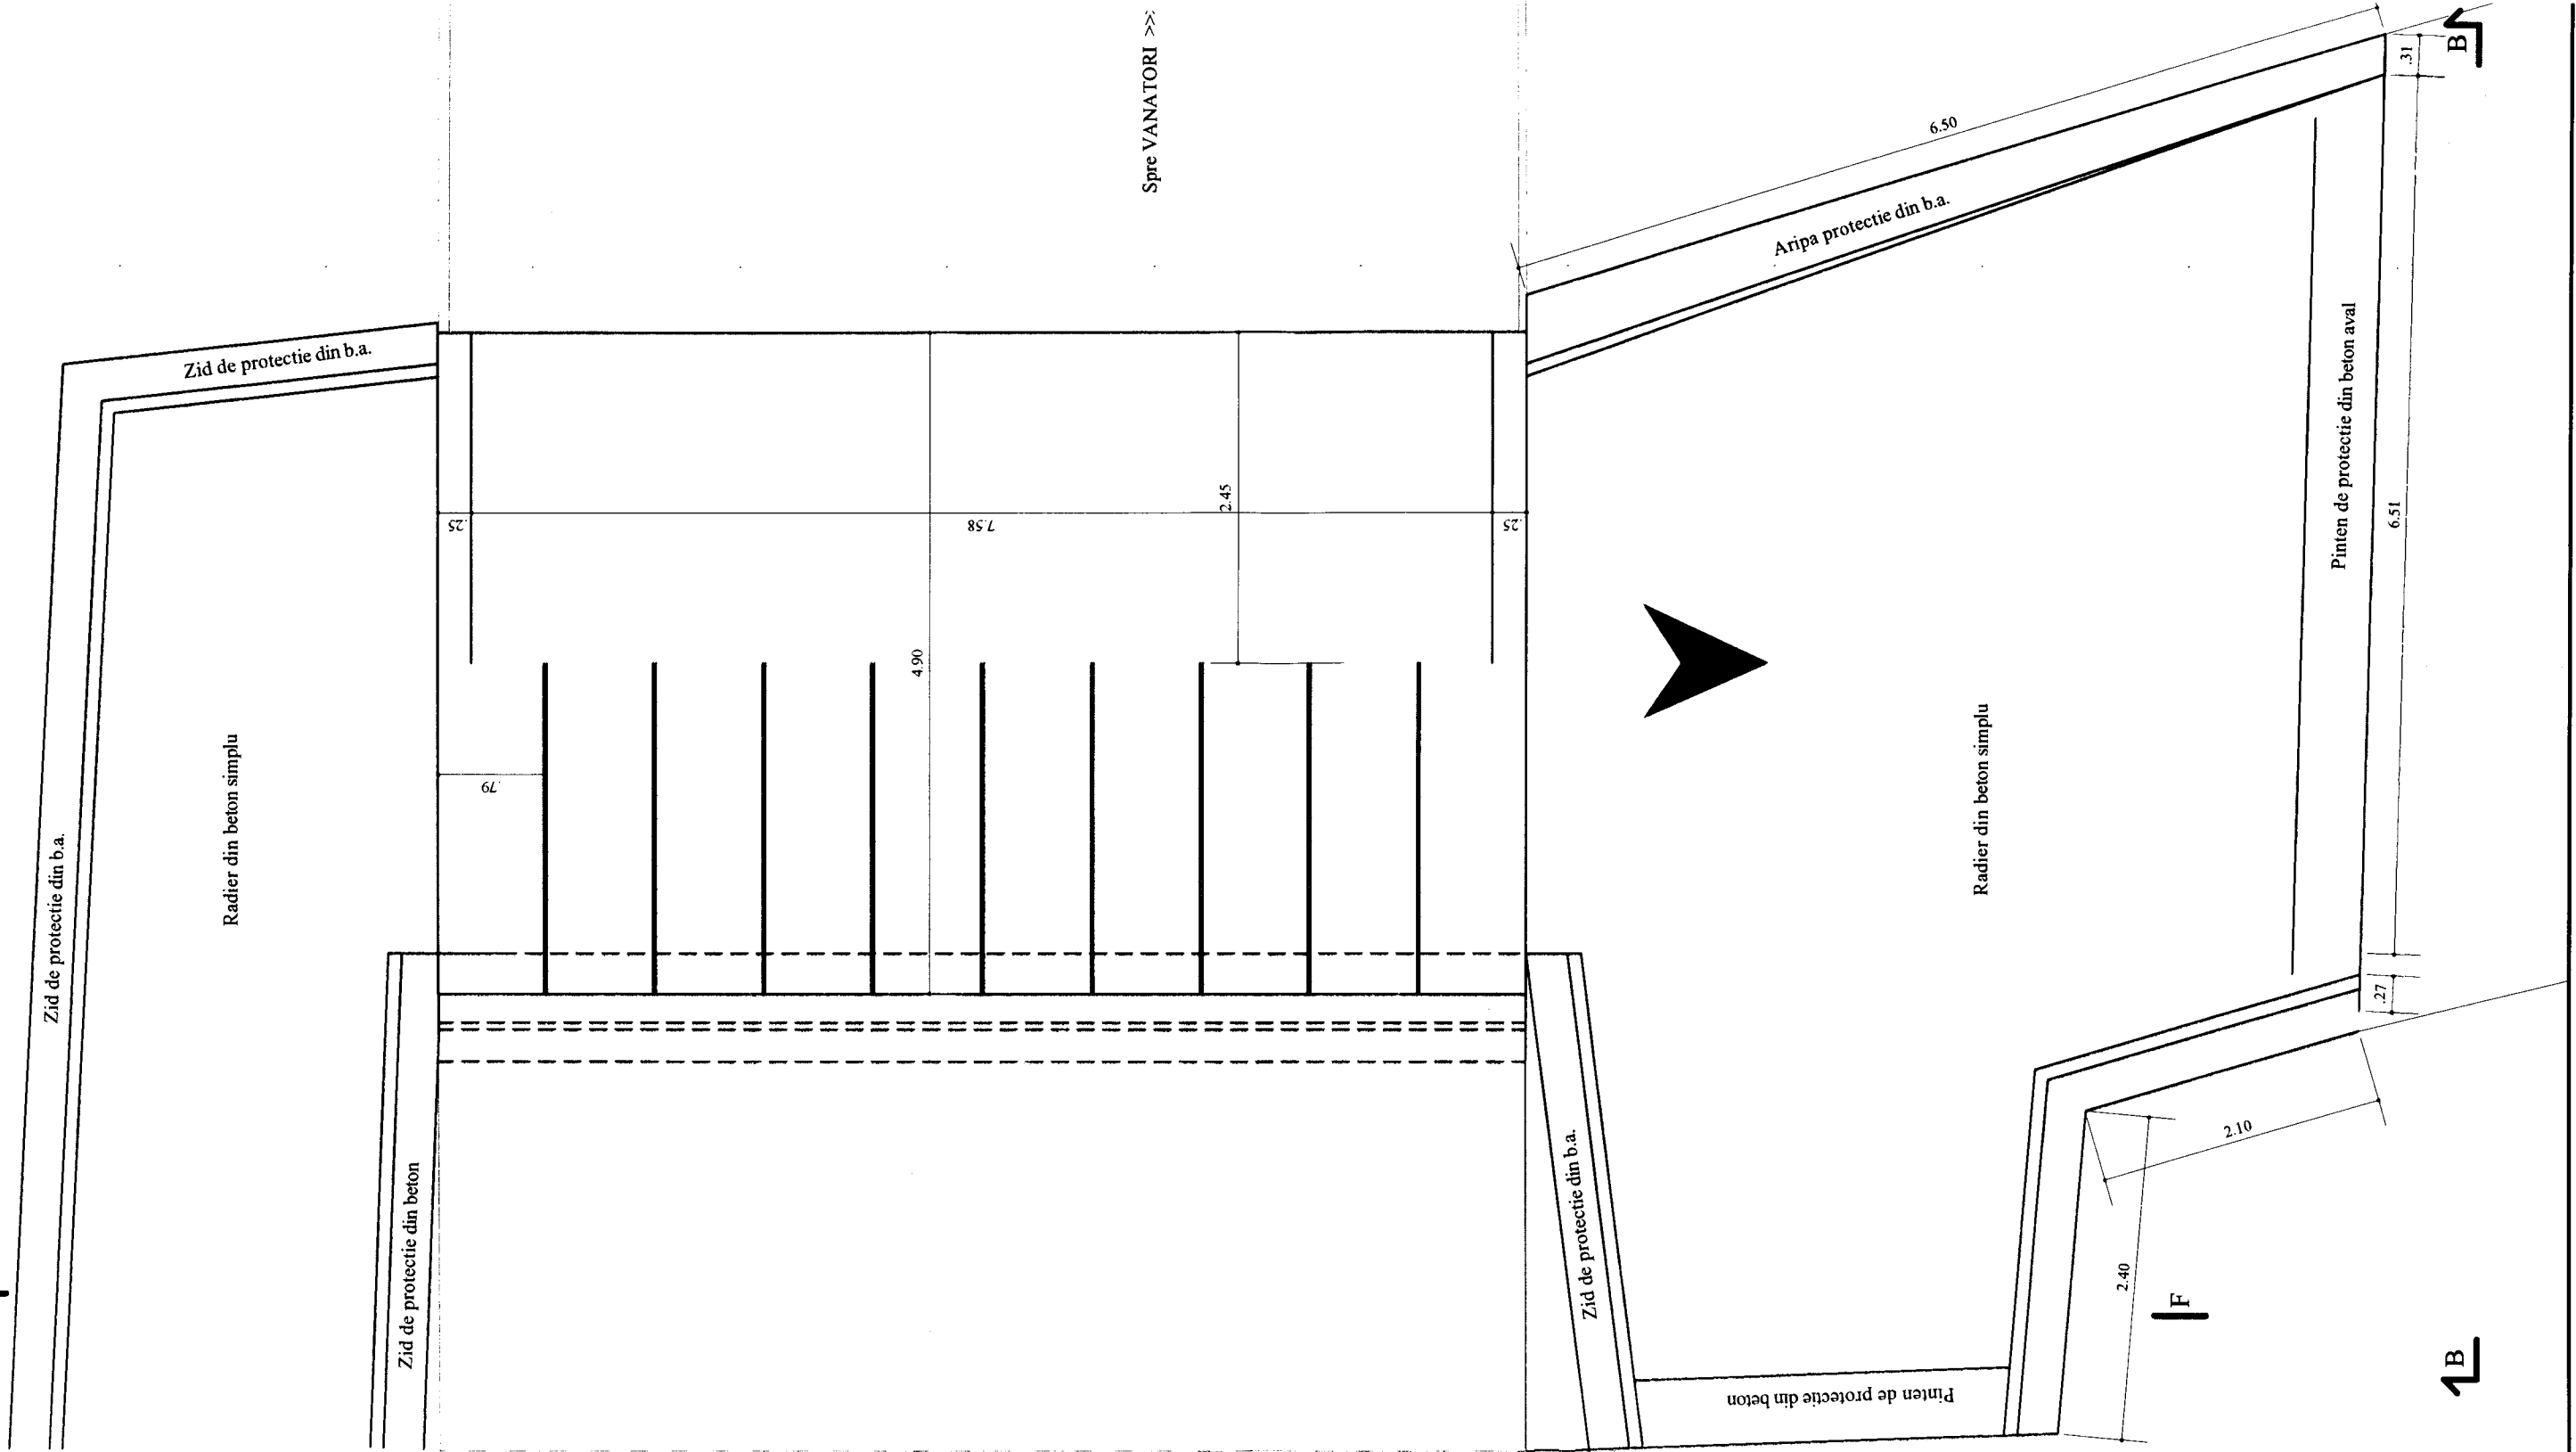 Spre VANATORI >>
B
.31
6.50
Aripa protectie din b.a.
Zid de protectie din b.a.
Pinten de protectie din beton aval
2.45
.25
7.58
.25
6.51
4.90
.79
Radier din beton simplu
Radier din beton simplu
Zid de protectie din b.a.
.27
2.10
Zid de protectie din beton
Zid de protectie din b.a.
2.40
F
B
Pinten de protectie din beton